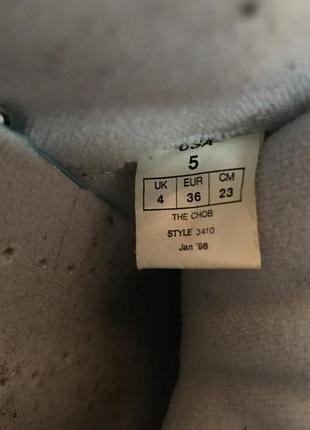 USA
5
UK EUR CM
4 36 23
THE CHOB
STYLE 3410
Jan '98